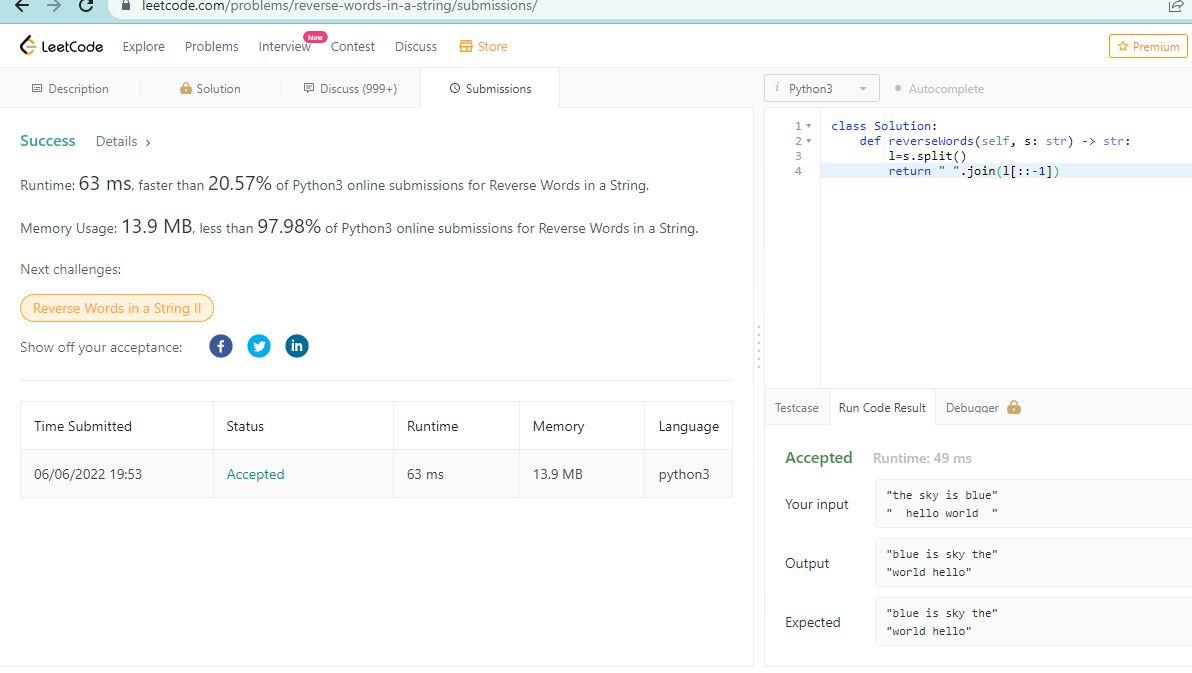 leetcode.com/problems/reverse-words-in-a-string/submissions/
LeetCode Explore Problems Interview New Contest Discuss Store Premium
Description Solution Discuss (999+) Submissions
Success Details >
Runtime: 63 ms, faster than 20.57% of Python3 online submissions for Reverse Words in a String.
Memory Usage: 13.9 MB, less than 97.98% of Python3 online submissions for Reverse Words in a String.
Next challenges:
Reverse Words in a String II
Show off your acceptance:
Time Submitted Status Runtime Memory Language
06/06/2022 19:53 Accepted 63 ms 13.9 MB python3
i Python3 Autocomplete
1 class Solution:
2 def reverseWords(self, s: str) -> str:
3 l=s.split()
4 return " ".join(l[::-1])
Testcase Run Code Result Debugger
Accepted Runtime: 49 ms
Your input
"the sky is blue"
"  hello world  "
Output
"blue is sky the"
"world hello"
Expected
"blue is sky the"
"world hello"